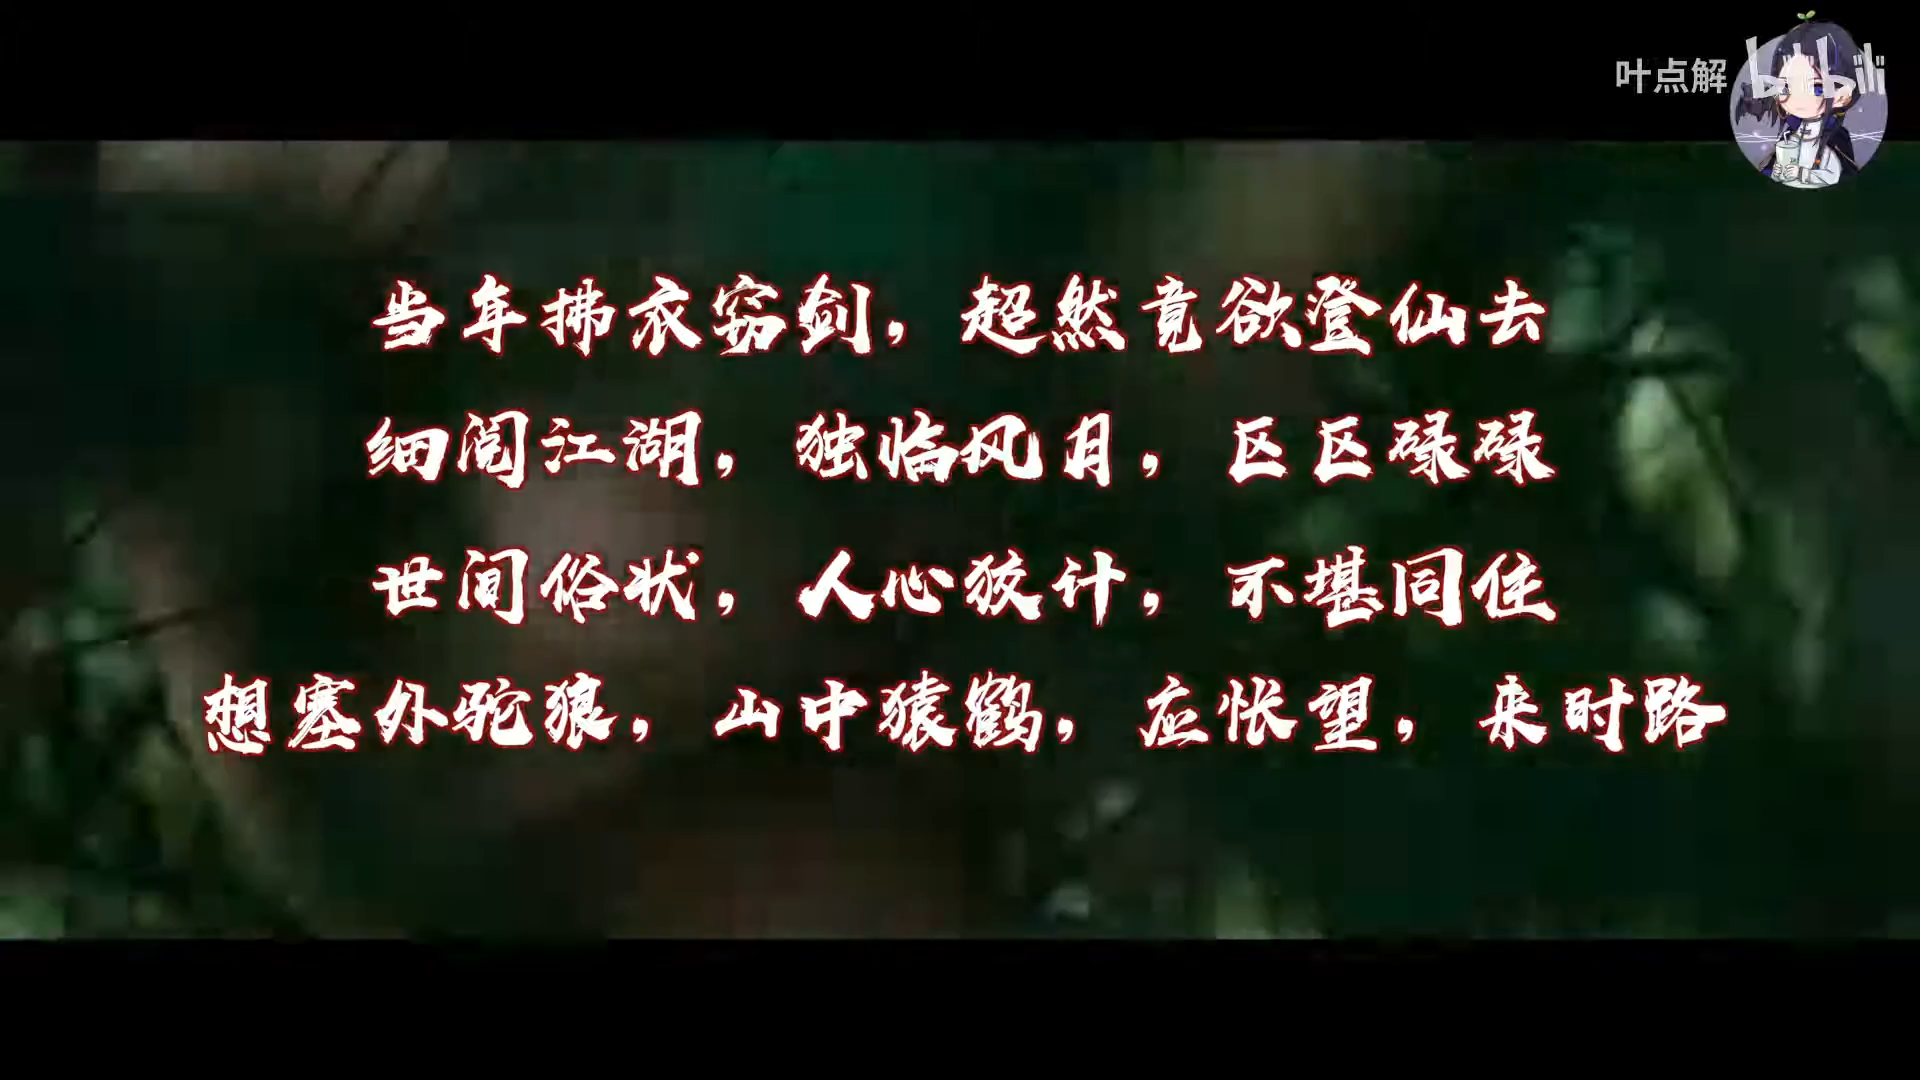 叶点解 bilibili
当年拂衣窃剑，超然竟欲登仙去
细阅江湖，独临风月，区区碌碌
世间俗状，人心狡计，不堪同住
想塞外驼狼，山中猿鹤，应怅望，来时路